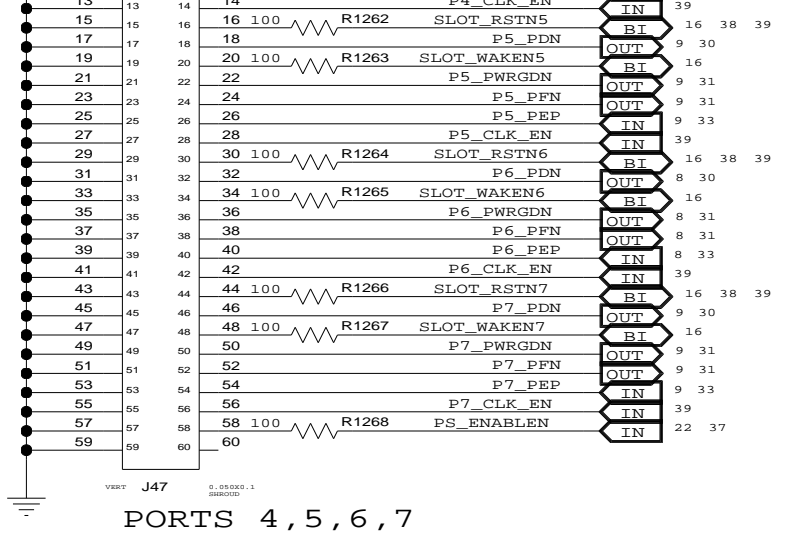 13 13 14 14 P4_CLK_EN IN 39
15 15 16 16 100 R1262 SLOT_RSTN5 BI 16 38 39
17 17 18 18 P5_PDN OUT 9 30
19 19 20 20 100 R1263 SLOT_WAKEN5 BI 16
21 21 22 22 P5_PWRGDN OUT 9 31
23 23 24 24 P5_PFN OUT 9 31
25 25 26 26 P5_PEP IN 9 33
27 27 28 28 P5_CLK_EN IN 39
29 29 30 30 100 R1264 SLOT_RSTN6 BI 16 38 39
31 31 32 32 P6_PDN OUT 8 30
33 33 34 34 100 R1265 SLOT_WAKEN6 BI 16
35 35 36 36 P6_PWRGDN OUT 8 31
37 37 38 38 P6_PFN OUT 8 31
39 39 40 40 P6_PEP IN 8 33
41 41 42 42 P6_CLK_EN IN 39
43 43 44 44 100 R1266 SLOT_RSTN7 BI 16 38 39
45 45 46 46 P7_PDN OUT 9 30
47 47 48 48 100 R1267 SLOT_WAKEN7 BI 16
49 49 50 50 P7_PWRGDN OUT 9 31
51 51 52 52 P7_PFN OUT 9 31
53 53 54 54 P7_PEP IN 9 33
55 55 56 56 P7_CLK_EN IN 39
57 57 58 58 100 R1268 PS_ENABLEN IN 22 37
59 59 60 60
VERT J47 0.050X0.1
SHROUD
PORTS 4,5,6,7